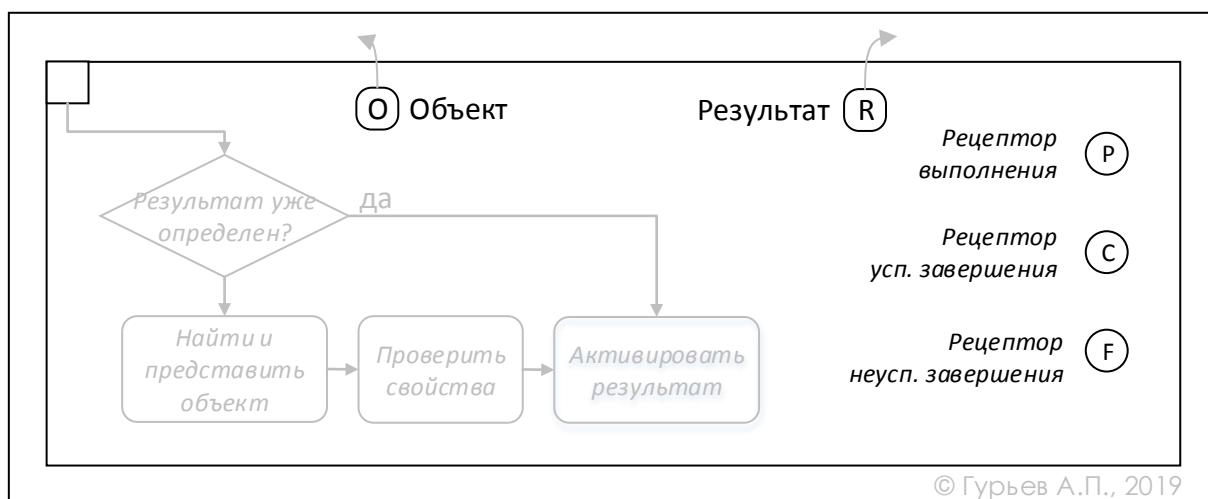 O Объект
Результат R
Рецептор
выполнения
P
Результат уже
определен?
да
Рецептор
усп. завершения
C
Найти и
представить
объект
Проверить
свойства
Активировать
результат
Рецептор
неусп. завершения
F
© Гурьев А.П., 2019